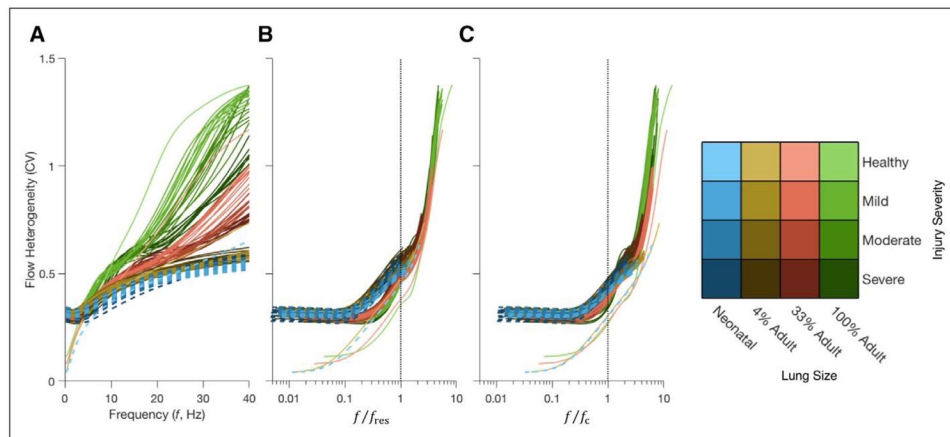 A
B
C
Flow Heterogeneity (CV)
1.5
1
0.5
0
0 10 20 30 40
Frequency (f, Hz)
0.01 0.1 1 10
f/f_res
0.01 0.1 1 10
f/f_c
Healthy
Mild
Moderate
Severe
Injury Severity
Neonatal
4% Adult
33% Adult
100% Adult
Lung Size